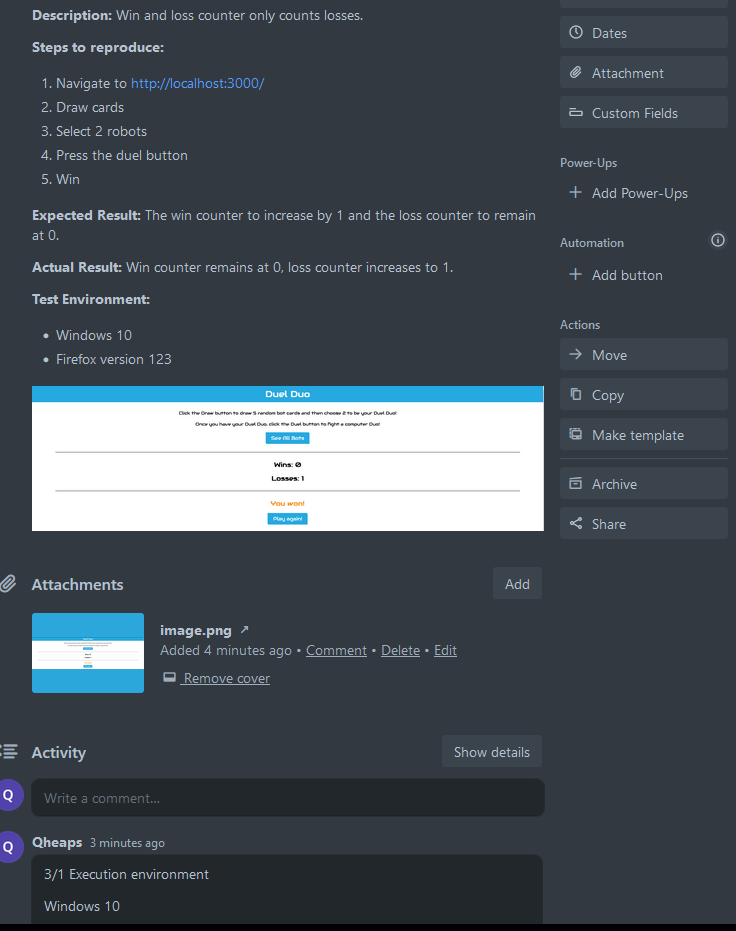 Description: Win and loss counter only counts losses.
Steps to reproduce:
1. Navigate to http://localhost:3000/
2. Draw cards
3. Select 2 robots
4. Press the duel button
5. Win
Expected Result: The win counter to increase by 1 and the loss counter to remain
at 0.
Actual Result: Win counter remains at 0, loss counter increases to 1.
Test Environment:
• Windows 10
• Firefox version 123
Duel Duo
Click the Draw button to draw 5 random bot cards and then choose 2 to be your Duel Duo!
Once you have your Duel Duo, click the Duel button to fight a computer Duo!
See All Bots
Wins: 0
Losses: 1
You won!
Play again!
Attachments
Add
image.png ↗
Added 4 minutes ago • Comment • Delete • Edit
Remove cover
Activity
Show details
Q
Write a comment...
Q
Qheaps 3 minutes ago
3/1 Execution environment
Windows 10
Dates
Attachment
Custom Fields
Power-Ups
+ Add Power-Ups
Automation
+ Add button
Actions
→ Move
Copy
Make template
Archive
Share